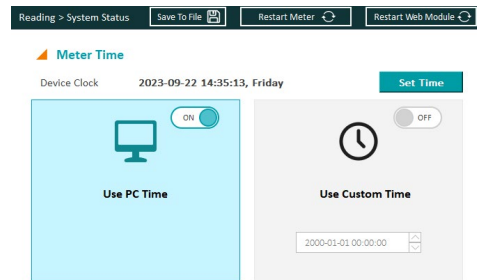 Reading > System Status Save To File Restart Meter Restart Web Module
Meter Time
Device Clock 2023-09-22 14:35:13, Friday Set Time
ON OFF
Use PC Time Use Custom Time
2000-01-01 00:00:00